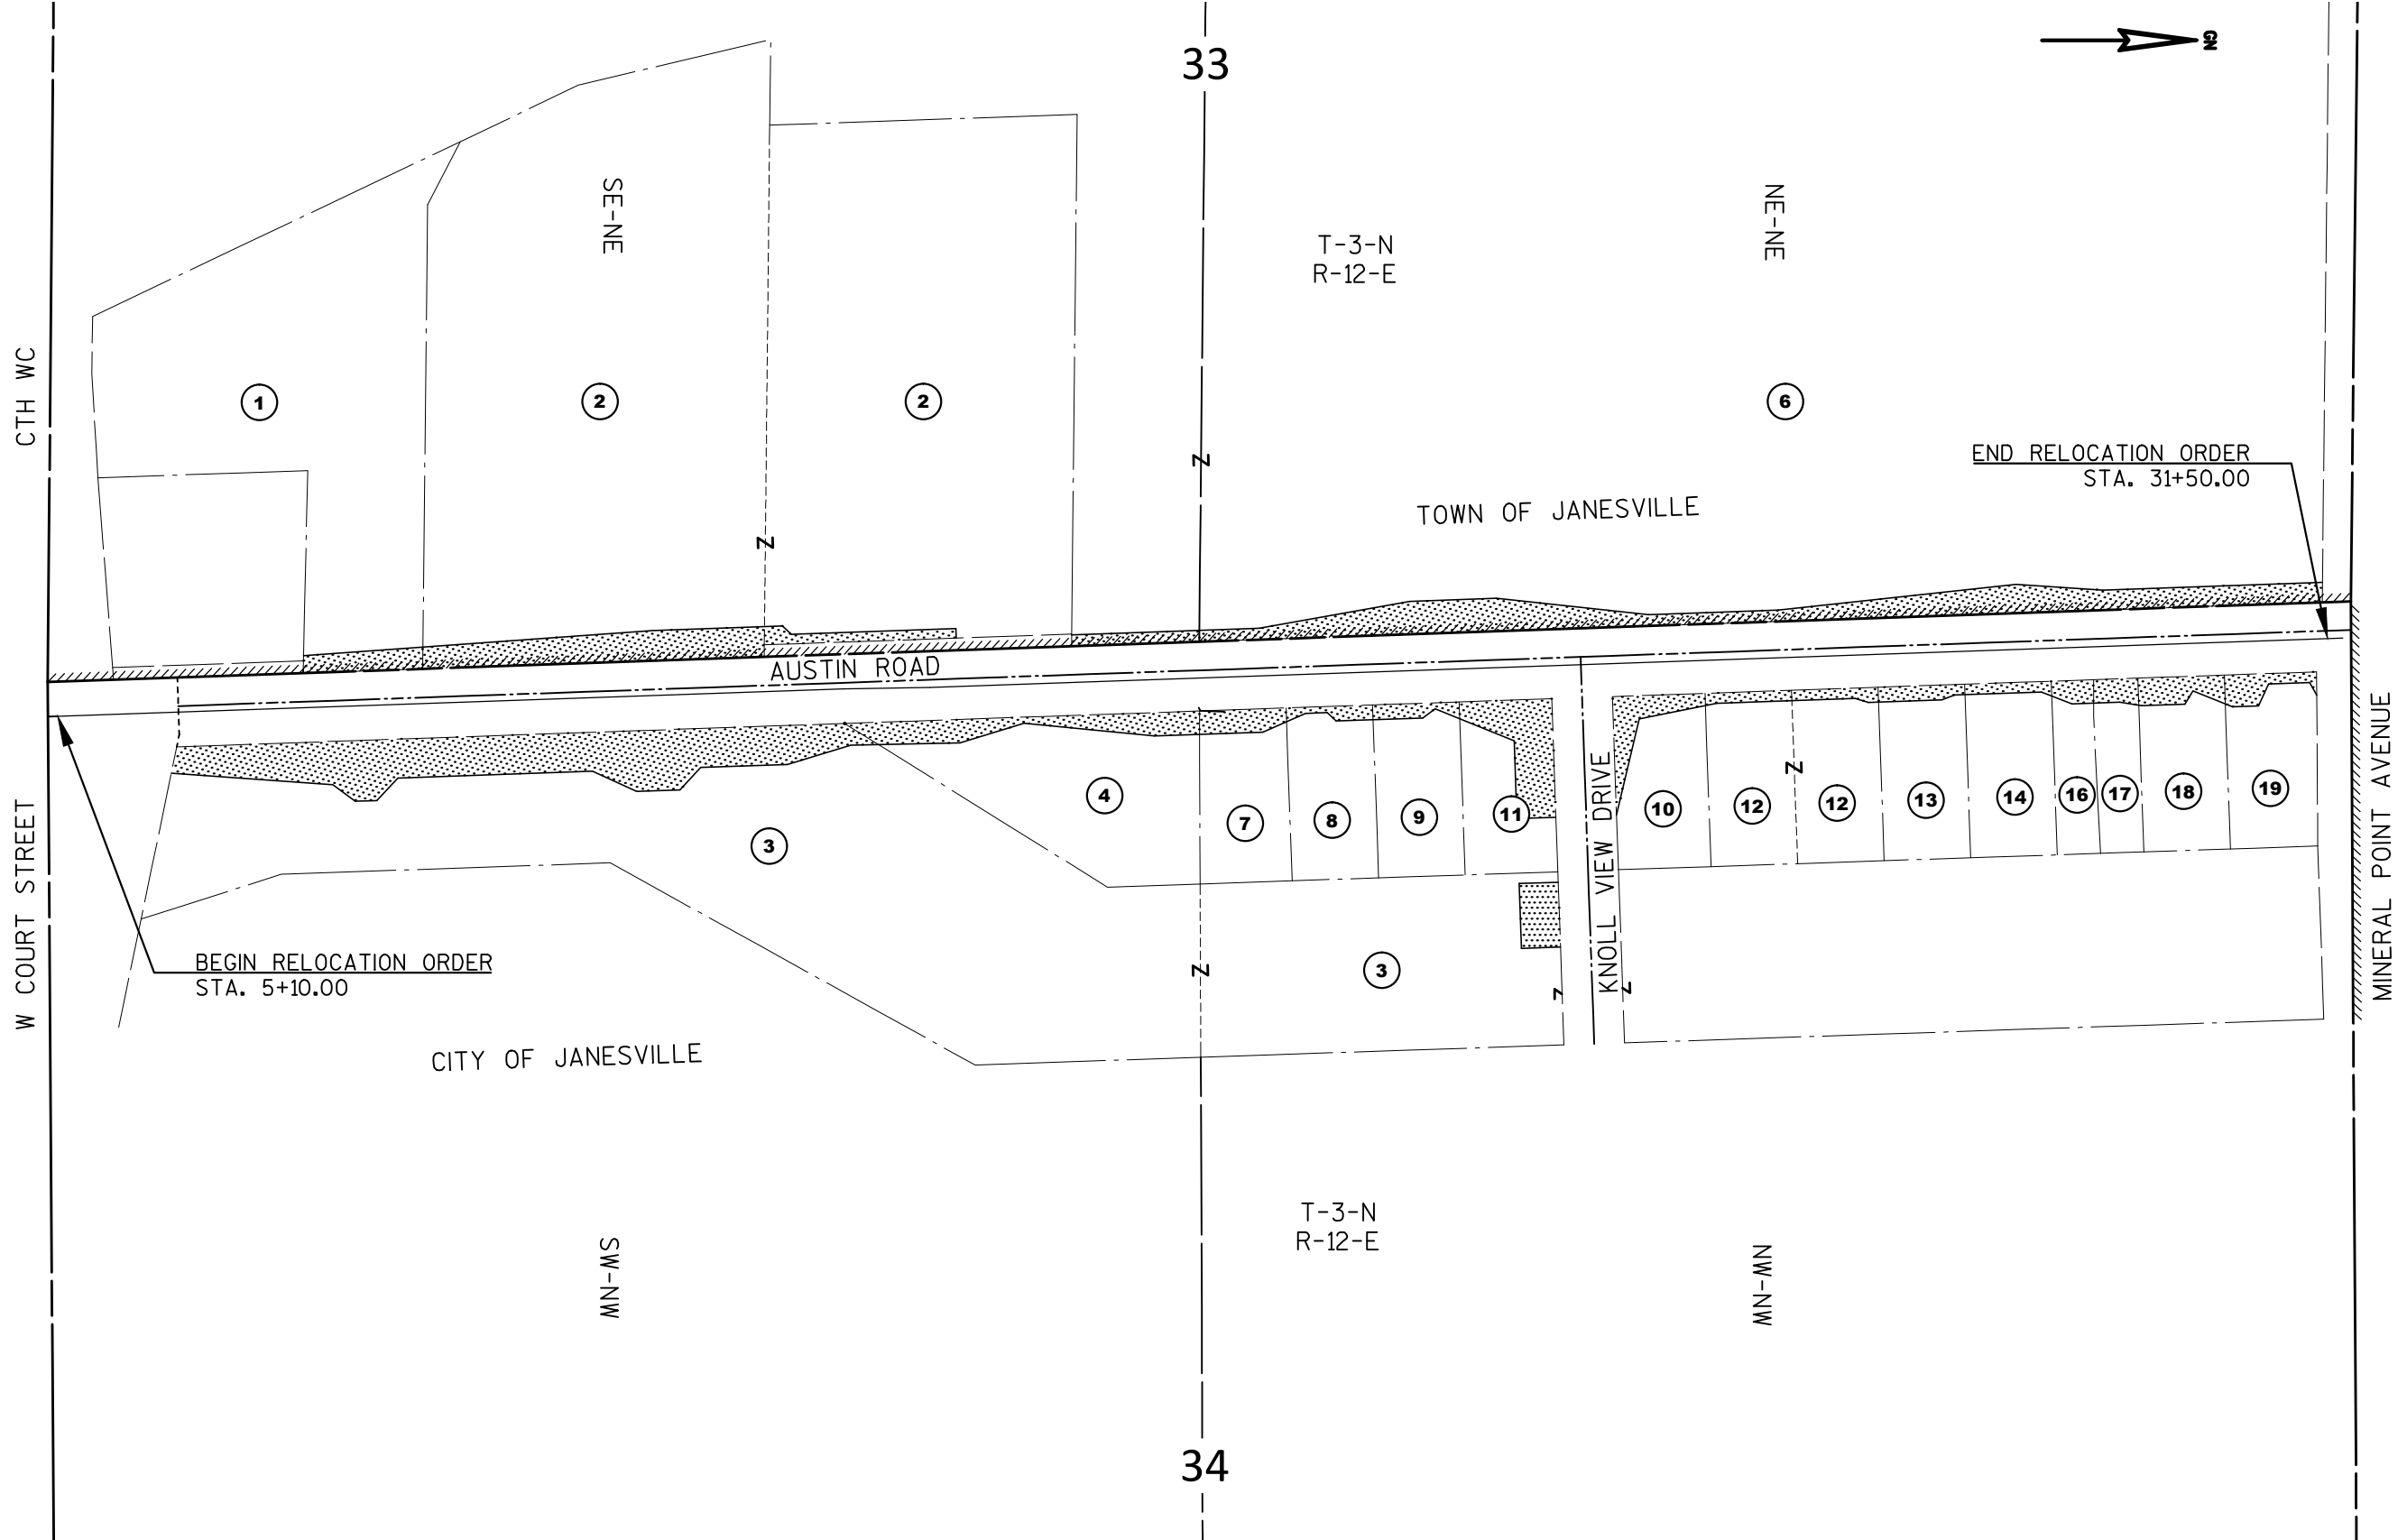 33
GN
SE-NE
NE-NE
T-3-N
R-12-E
CTH WC
1
2
2
6
END RELOCATION ORDER
STA. 31+50.00
TOWN OF JANESVILLE
Z
Z
AUSTIN ROAD
MINERAL POINT AVENUE
KNOLL VIEW DRIVE
W COURT STREET
3
4
7
8
9
11
10
12
Z
12
13
14
16
17
18
19
BEGIN RELOCATION ORDER
STA. 5+10.00
Z
3
Z
Z
CITY OF JANESVILLE
T-3-N
R-12-E
SW-NW
NW-NW
34